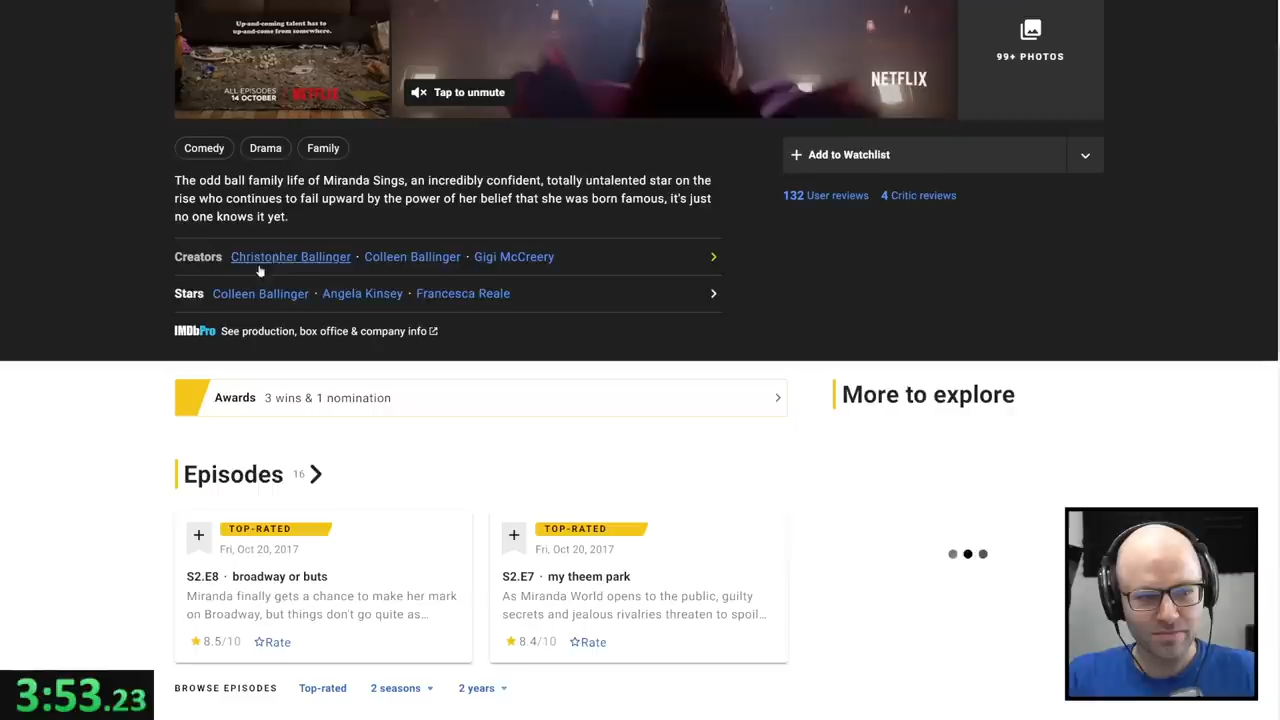 Up-and-coming talent has to
up-and-come from somewhere.
ALL EPISODES
14 OCTOBER
NETFLIX
Tap to unmute
NETFLIX
99+ PHOTOS
Comedy
Drama
Family
Add to Watchlist
The odd ball family life of Miranda Sings, an incredibly confident, totally untalented star on the
rise who continues to fail upward by the power of her belief that she was born famous, it's just
no one knows it yet.
132 User reviews 4 Critic reviews
Creators Christopher Ballinger · Colleen Ballinger · Gigi McCreery
Stars Colleen Ballinger · Angela Kinsey · Francesca Reale
IMDbPro See production, box office & company info
Awards 3 wins & 1 nomination
More to explore
Episodes 16
TOP-RATED
Fri, Oct 20, 2017
S2.E8 · broadway or buts
Miranda finally gets a chance to make her mark
on Broadway, but things don't go quite as…
8.5/10 Rate
TOP-RATED
Fri, Oct 20, 2017
S2.E7 · my theem park
As Miranda World opens to the public, guilty
secrets and jealous rivalries threaten to spoil…
8.4/10 Rate
BROWSE EPISODES Top-rated 2 seasons 2 years
3:53.23